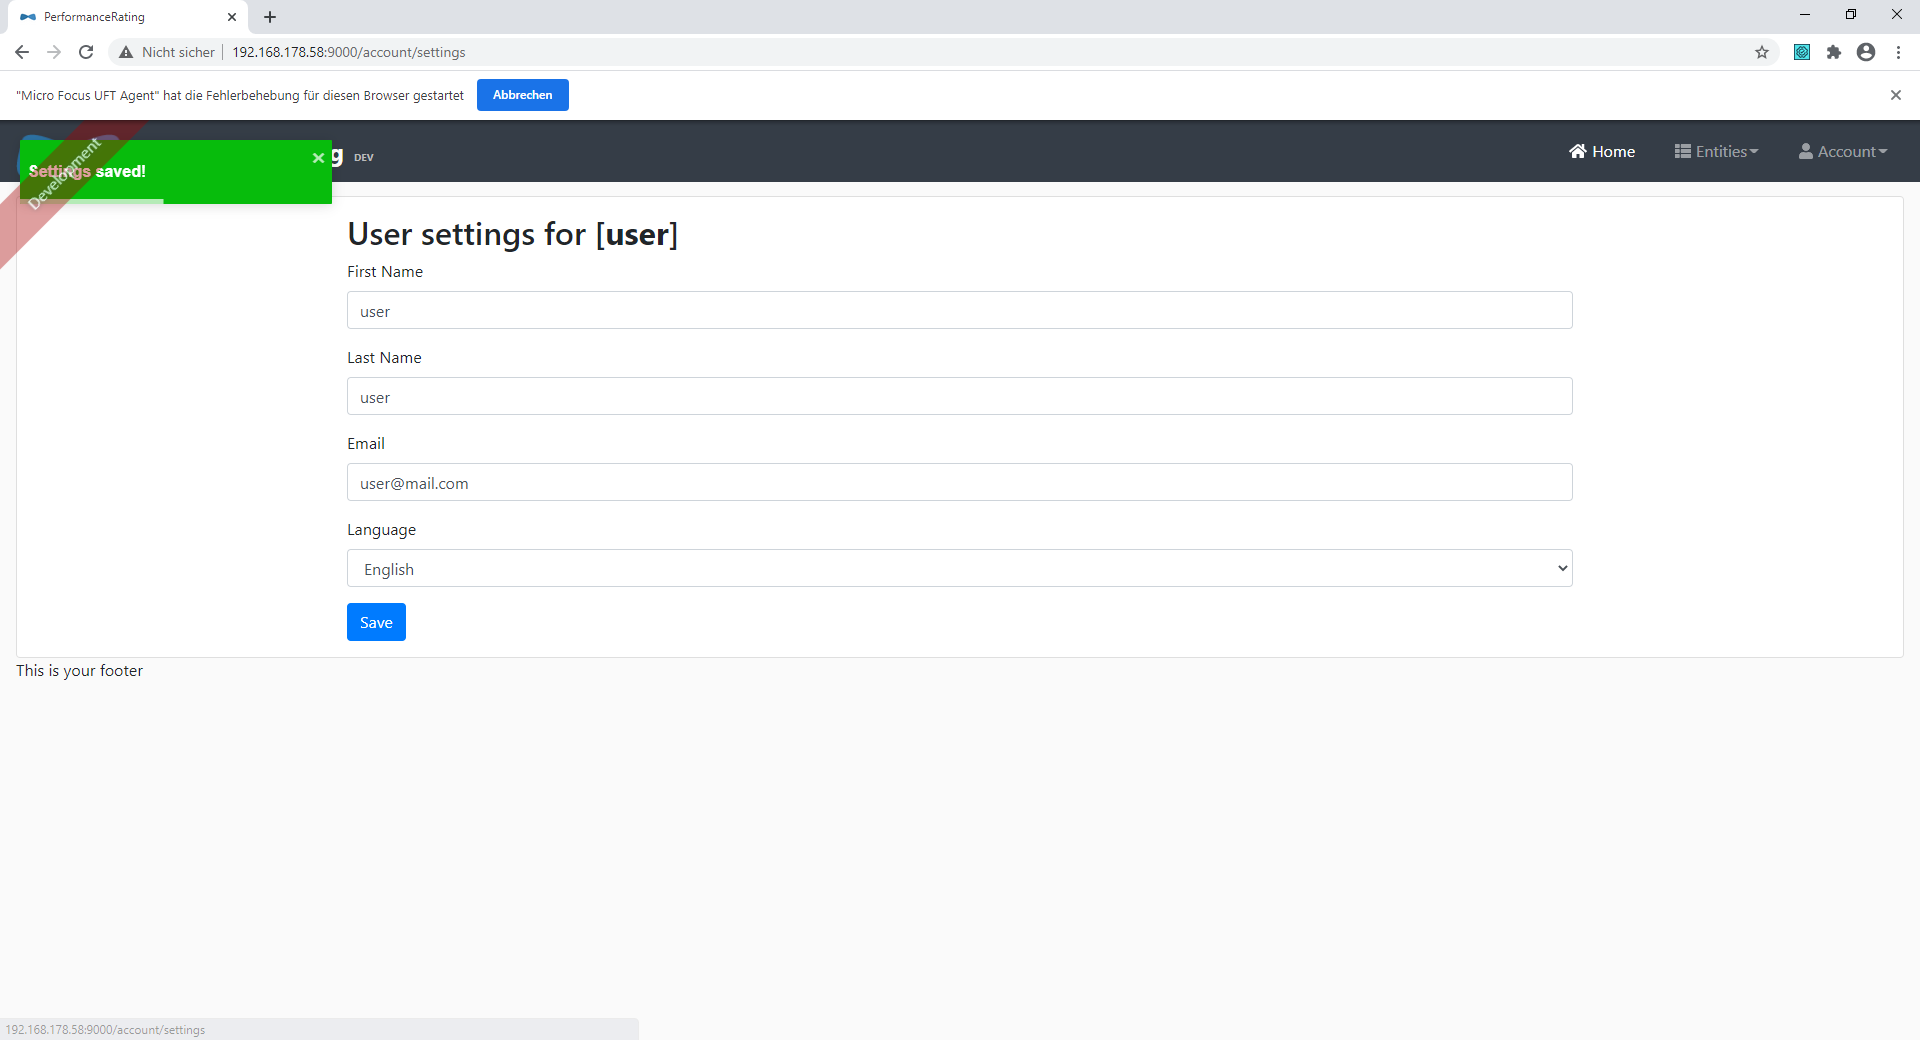 PerformanceRating
Nicht sicher
192.168.178.58:9000/account/settings
"Micro Focus UFT Agent" hat die Fehlerbehebung für diesen Browser gestartet
Abbrechen
Settings saved!
Development
g DEV
Home
Entities
Account
User settings for [user]
First Name
user
Last Name
user
Email
user@mail.com
Language
English
Save
This is your footer
192.168.178.58:9000/account/settings